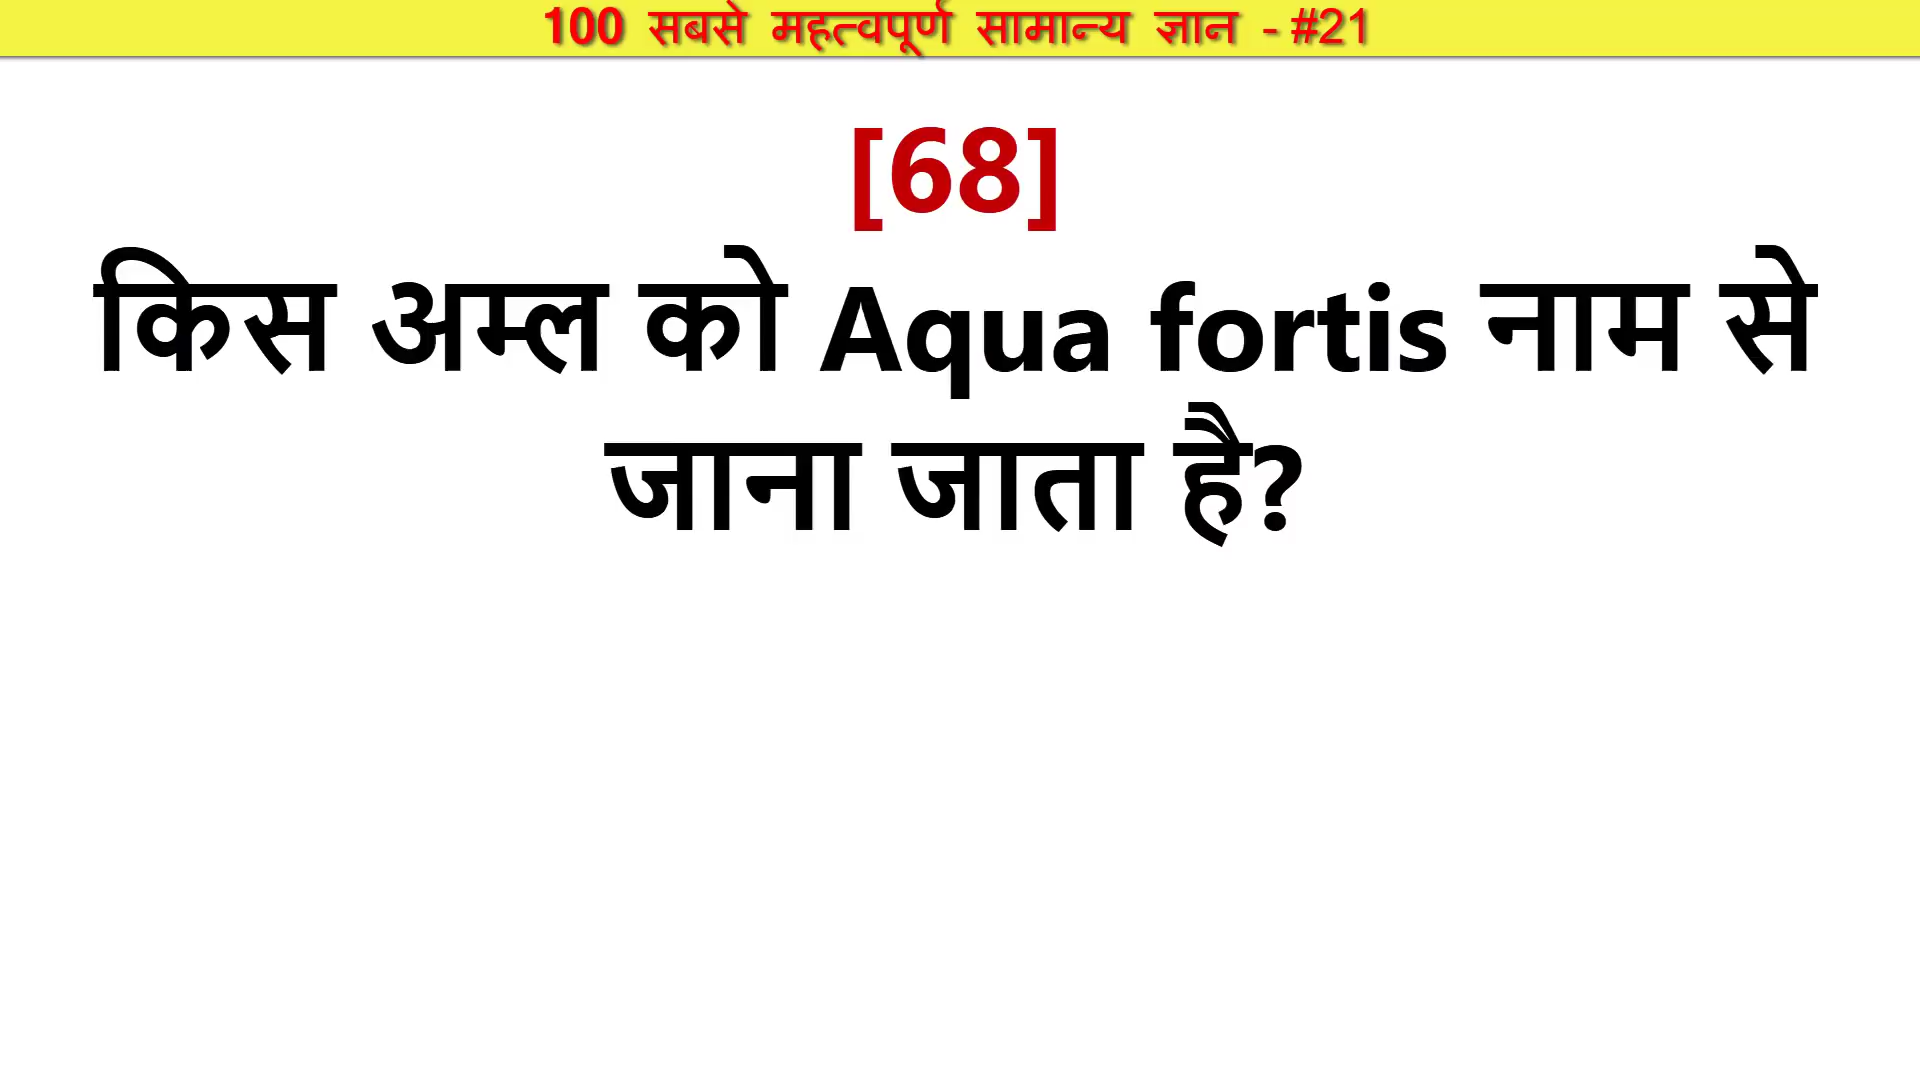 100 सबसे महत्वपूर्ण सामान्य ज्ञान - #21
[68]
किस अम्ल को Aqua fortis नाम से
जाना जाता है?